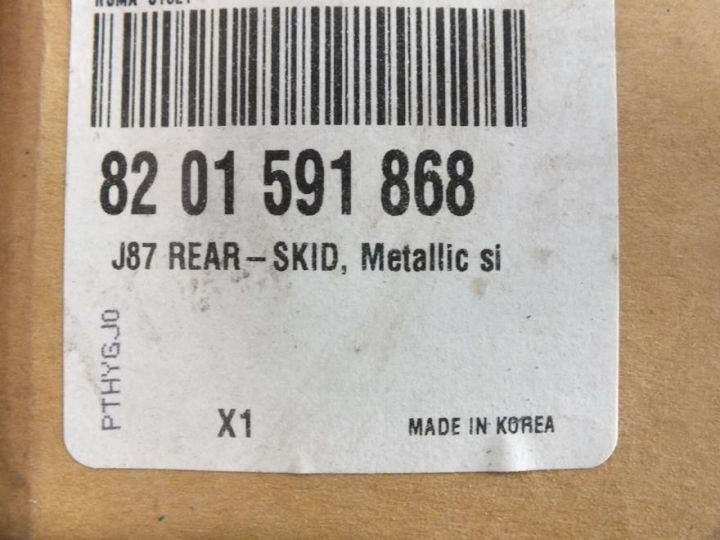 82 01 591 868
J87 REAR-SKID, Metallic si
PTHYGJ0
X1
MADE IN KOREA